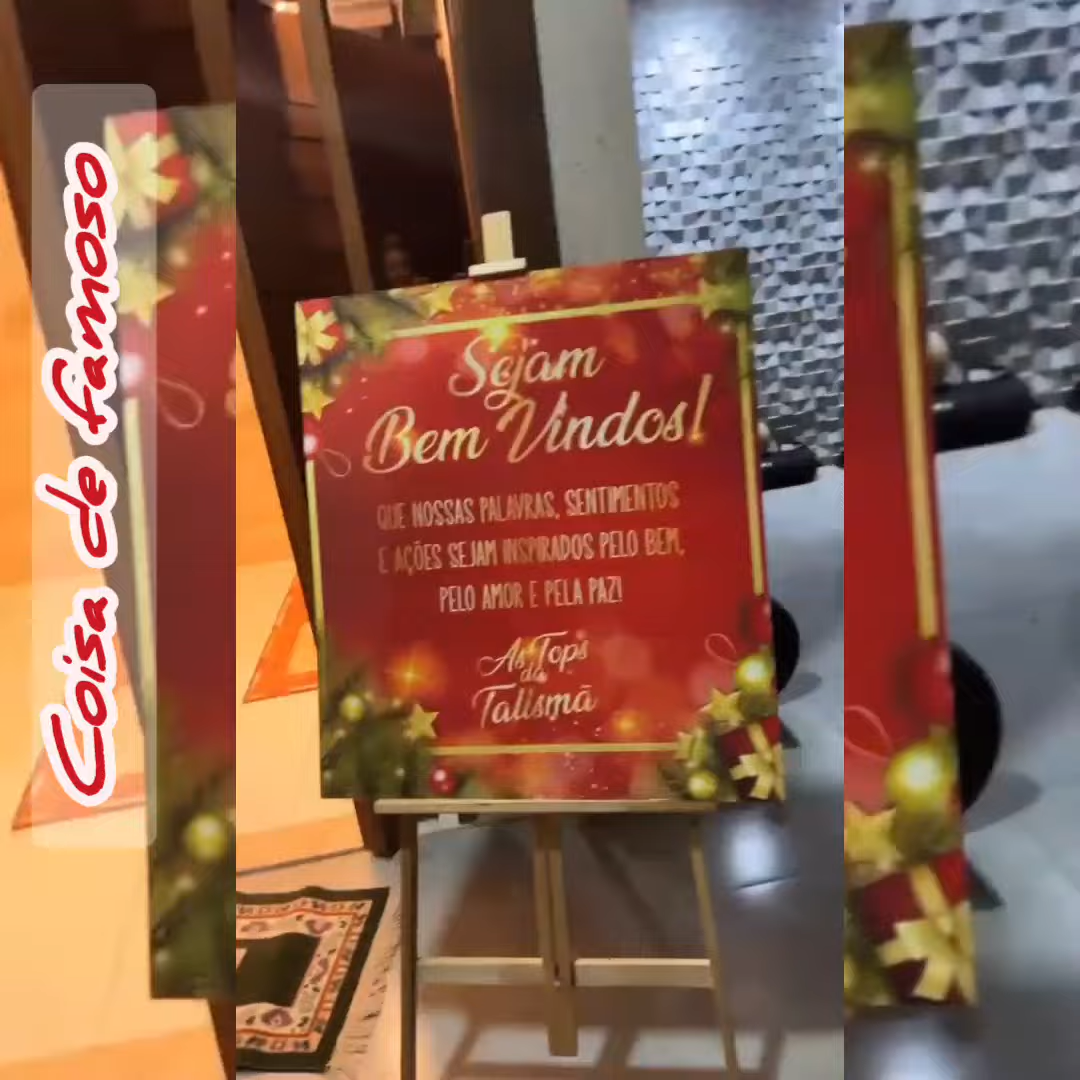 Coisa de famoso
Sejam
Bem Vindos!
QUE NOSSAS PALAVRAS, SENTIMENTOS
E AÇÕES SEJAM INSPIRADOS PELO BEM,
PELO AMOR E PELA PAZ!
As Tops
da
Talismã